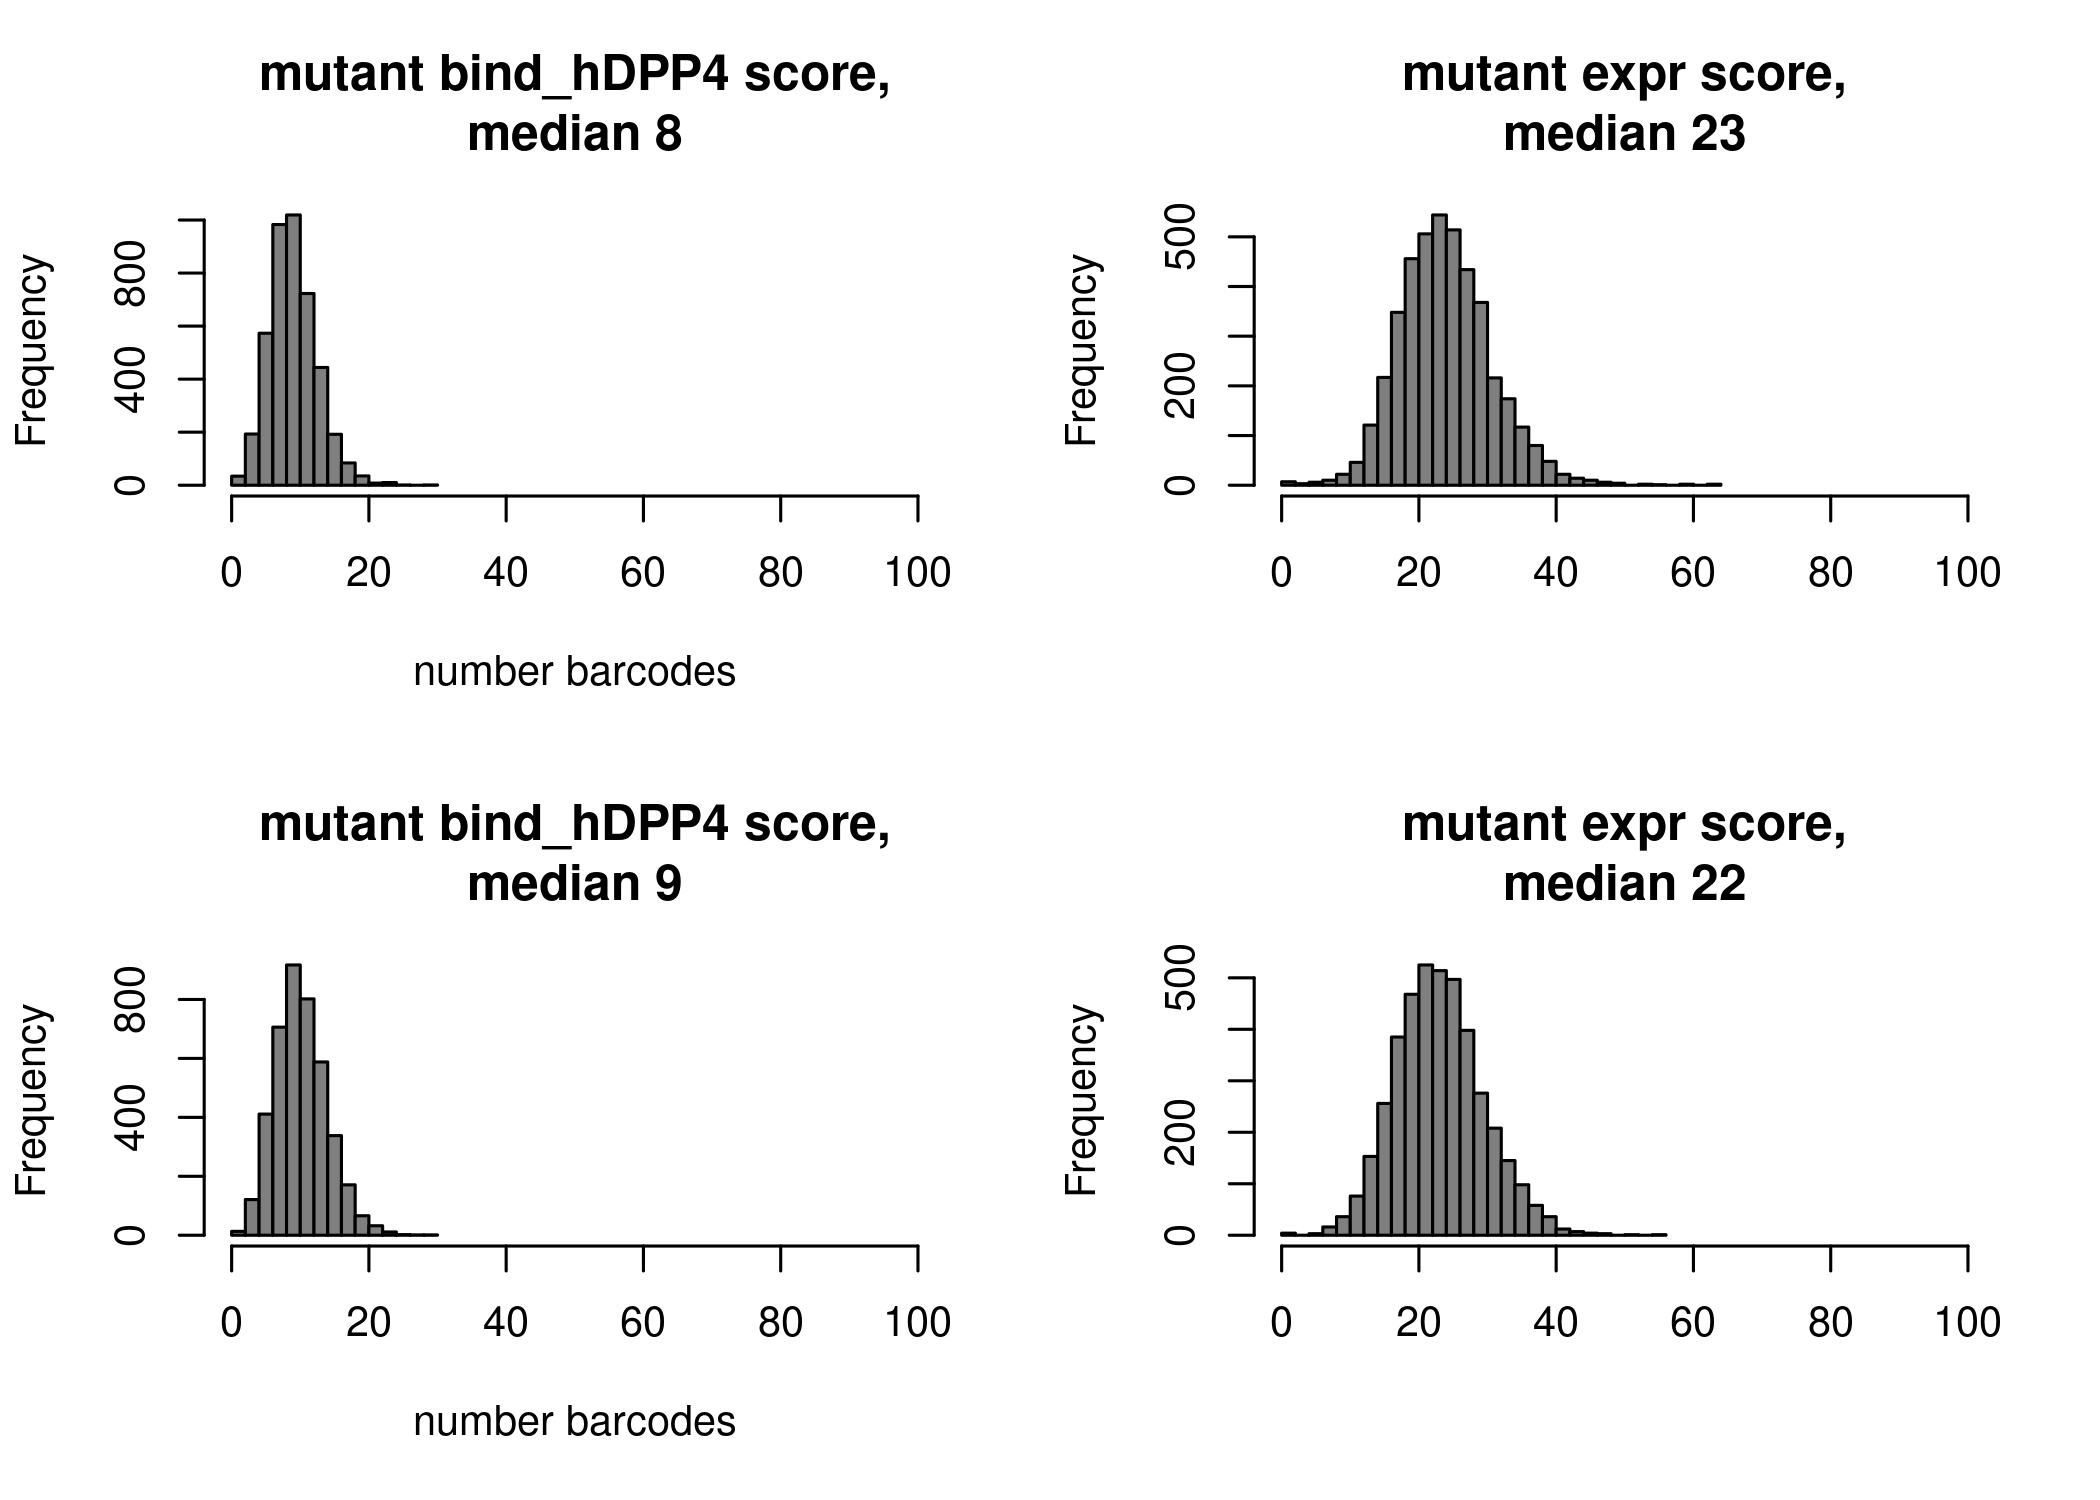 mutant bind_hDPP4 score,
median 8
Frequency
0 400 800
0 20 40 60 80 100
number barcodes
mutant expr score,
median 23
Frequency
0 200 500
0 20 40 60 80 100
mutant bind_hDPP4 score,
median 9
Frequency
0 400 800
0 20 40 60 80 100
number barcodes
mutant expr score,
median 22
Frequency
0 200 500
0 20 40 60 80 100